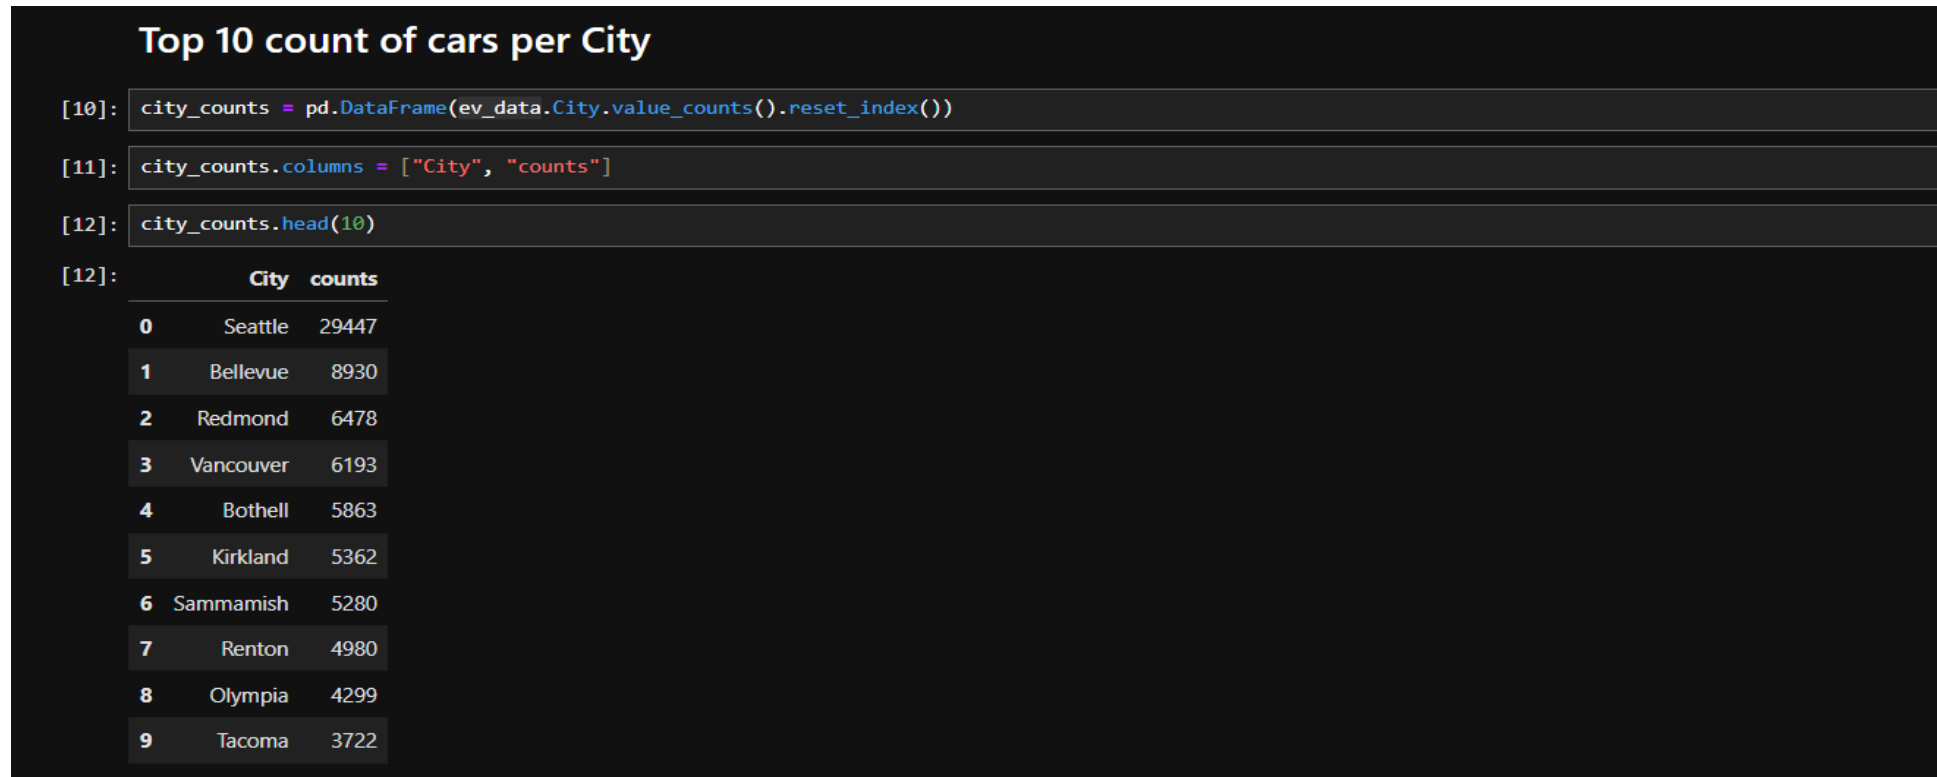 Top 10 count of cars per City
[10]: city_counts = pd.DataFrame(ev_data.City.value_counts().reset_index())
[11]: city_counts.columns = ["City", "counts"]
[12]: city_counts.head(10)
[12]: City counts
0 Seattle 29447
1 Bellevue 8930
2 Redmond 6478
3 Vancouver 6193
4 Bothell 5863
5 Kirkland 5362
6 Sammamish 5280
7 Renton 4980
8 Olympia 4299
9 Tacoma 3722